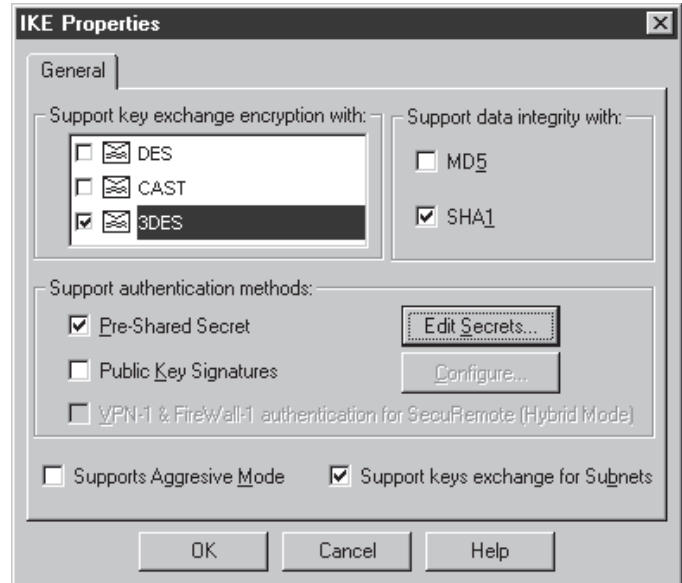 IKE Properties
General
Support key exchange encryption with:
DES
CAST
3DES
Support data integrity with:
MD5
SHA1
Support authentication methods:
Pre-Shared Secret
Edit Secrets...
Public Key Signatures
Configure...
VPN-1 & FireWall-1 authentication for SecuRemote (Hybrid Mode)
Supports Aggresive Mode
Support keys exchange for Subnets
OK
Cancel
Help